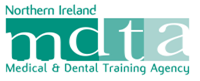 Northern Ireland
mdta
Medical & Dental Training Agency